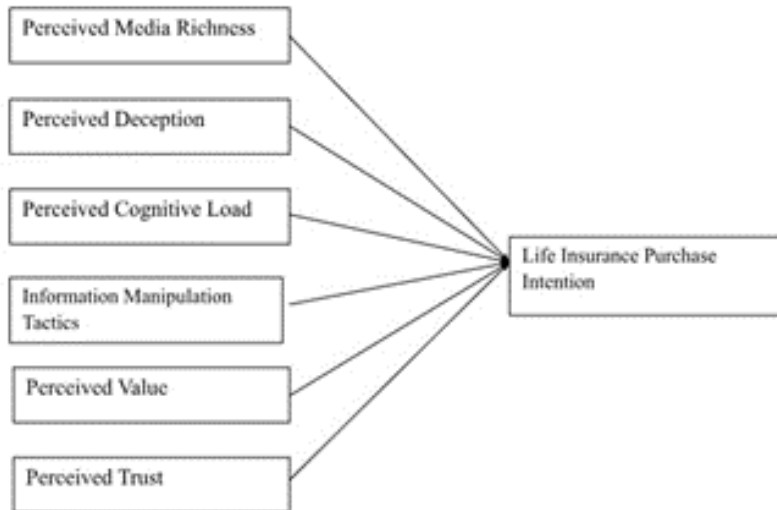 Perceived Media Richness
Perceived Deception
Perceived Cognitive Load
Information Manipulation
Tactics
Perceived Value
Perceived Trust
Life Insurance Purchase
Intention